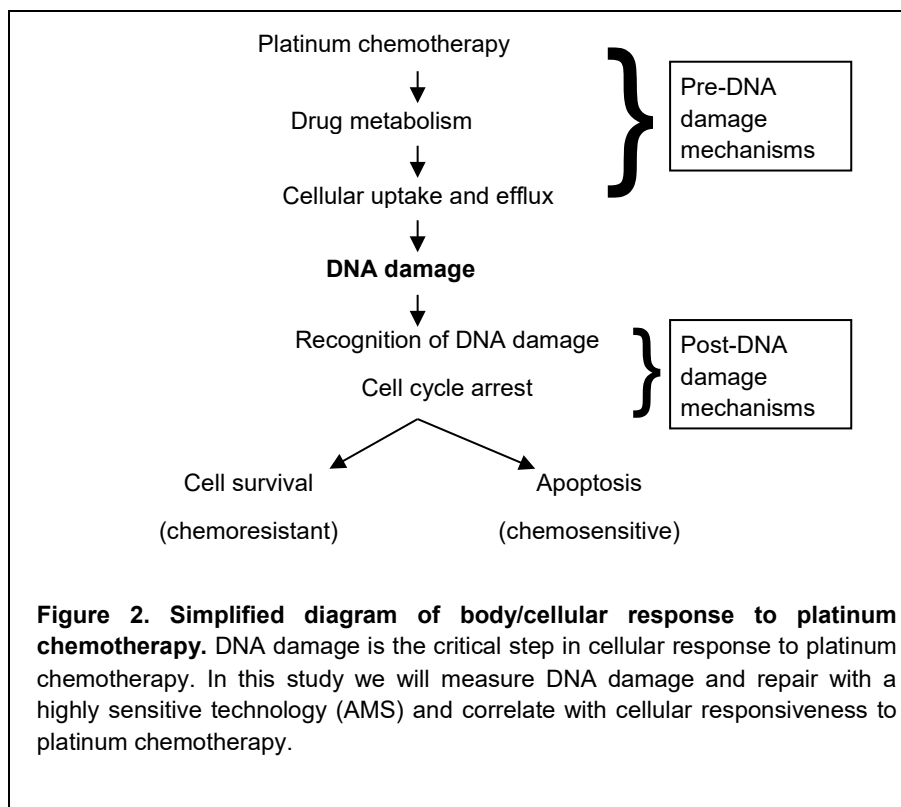 Platinum chemotherapy
Drug metabolism
Cellular uptake and efflux
Pre-DNA
damage
mechanisms
DNA damage
Recognition of DNA damage
Cell cycle arrest
Post-DNA
damage
mechanisms
Cell survival
(chemoresistant)
Apoptosis
(chemosensitive)
Figure 2. Simplified diagram of body/cellular response to platinum
chemotherapy. DNA damage is the critical step in cellular response to platinum
chemotherapy. In this study we will measure DNA damage and repair with a
highly sensitive technology (AMS) and correlate with cellular responsiveness to
platinum chemotherapy.